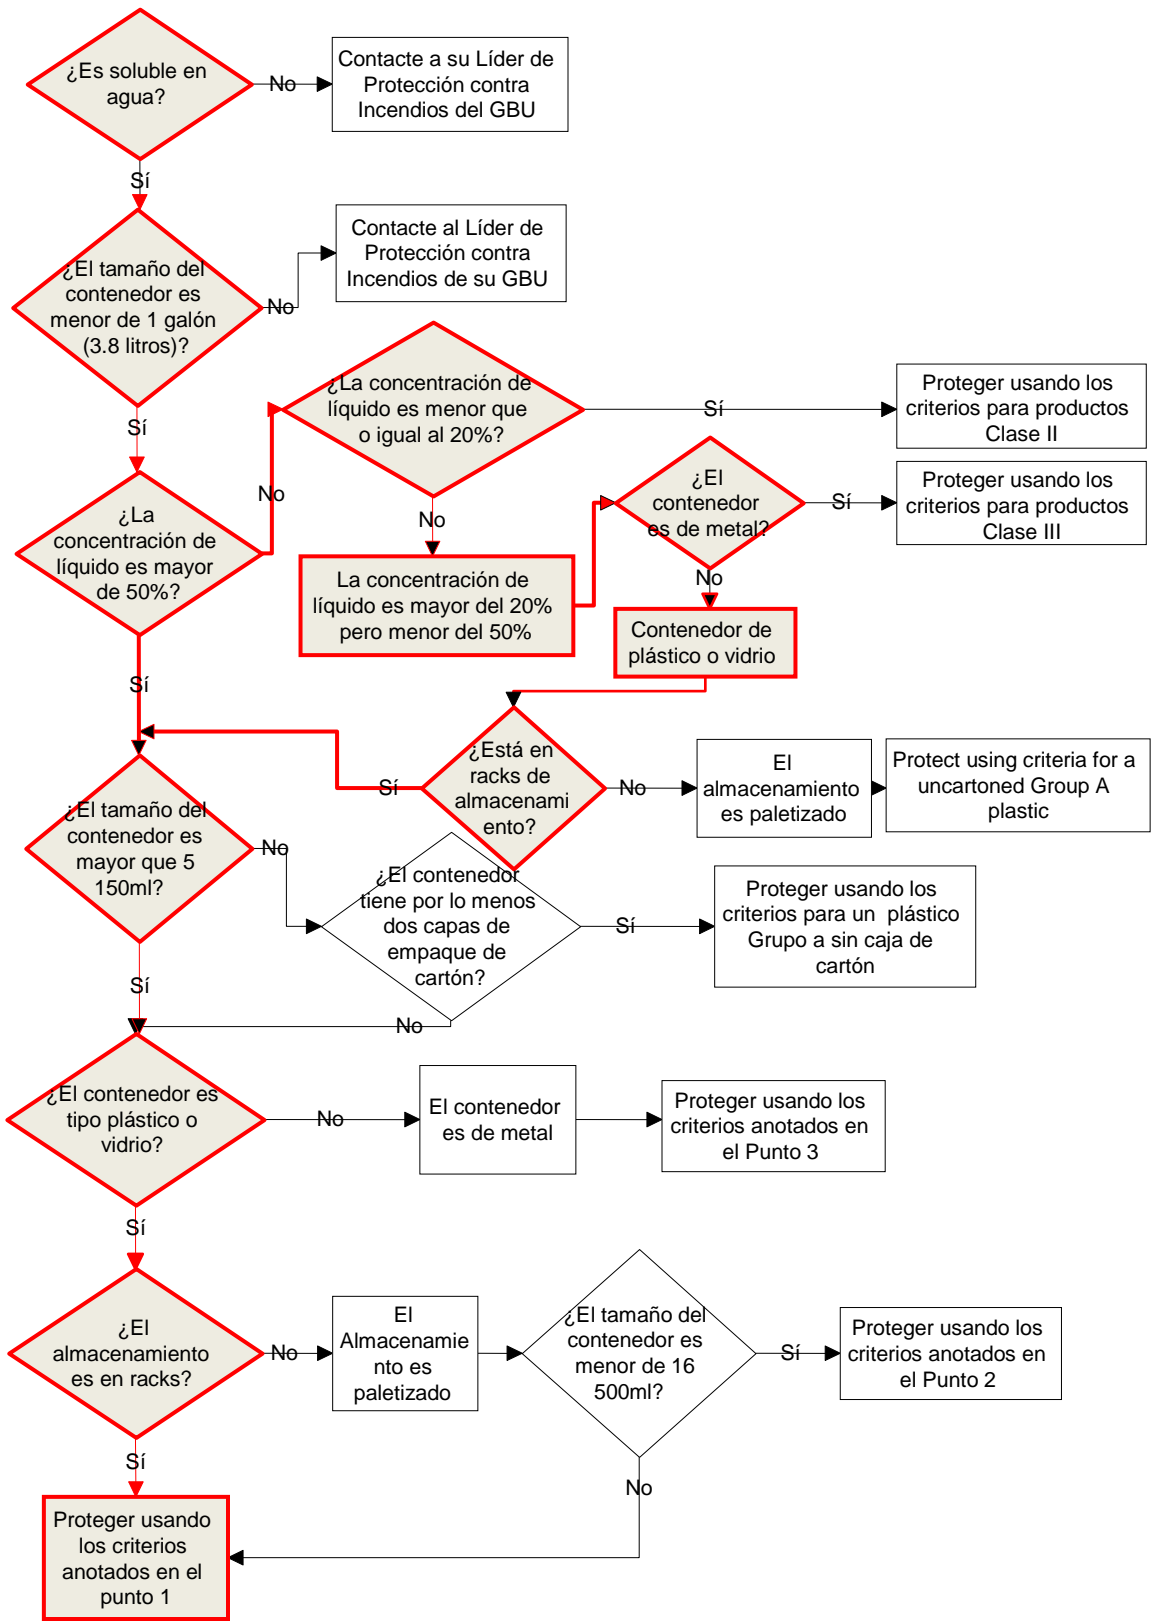 ¿Es soluble en
agua?
No
Contacte a su Líder de
Protección contra
Incendios del GBU
Sí
¿El tamaño del
contenedor es
menor de 1 galón
(3.8 litros)?
No
Contacte al Líder de
Protección contra
Incendios de su GBU
Sí
¿La
concentración de
líquido es mayor
de 50%?
No
¿La concentración de
líquido es menor que
o igual al 20%?
Sí
Proteger usando los
criterios para productos
Clase II
No
La concentración de
líquido es mayor del 20%
pero menor del 50%
¿El
contenedor
es de metal?
Sí
Proteger usando los
criterios para productos
Clase III
No
Contenedor de
plástico o vidrio
Sí
¿Está en
racks de
almacenami
ento?
Sí
No
El
almacenamiento
es paletizado
Protect using criteria for a
uncartoned Group A
plastic
¿El tamaño del
contenedor es
mayor que 5
150ml?
No
¿El contenedor
tiene por lo menos
dos capas de
empaque de
cartón?
Sí
Proteger usando los
criterios para un plástico
Grupo a sin caja de
cartón
Sí
No
¿El contenedor es
tipo plástico o
vidrio?
No
El contenedor
es de metal
Proteger usando los
criterios anotados en
el Punto 3
Sí
¿El
almacenamiento
es en racks?
No
El
Almacenamie
nto es
paletizado
¿El tamaño del
contenedor es
menor de 16
500ml?
Sí
Proteger usando los
criterios anotados en
el Punto 2
Sí
No
Proteger usando
los criterios
anotados en el
punto 1